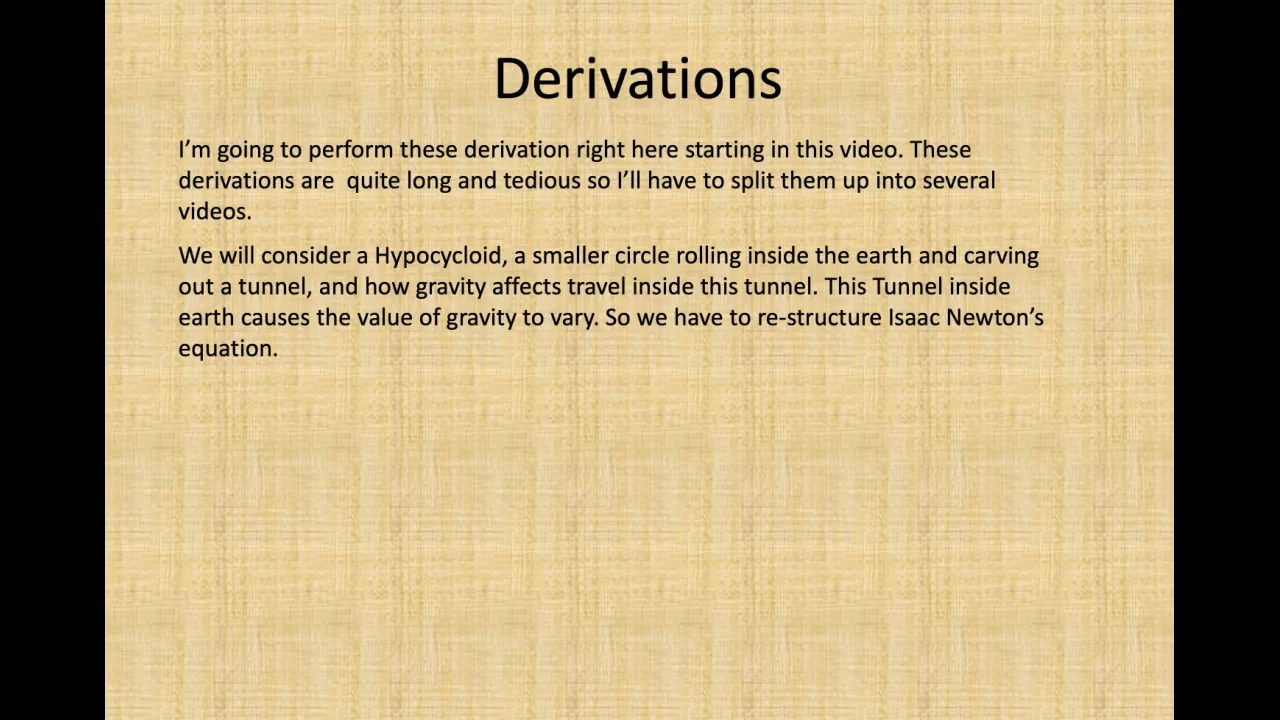 Derivations
I’m going to perform these derivation right here starting in this video. These
derivations are  quite long and tedious so I’ll have to split them up into several
videos.
We will consider a Hypocycloid, a smaller circle rolling inside the earth and carving
out a tunnel, and how gravity affects travel inside this tunnel. This Tunnel inside
earth causes the value of gravity to vary. So we have to re-structure Isaac Newton’s
equation.